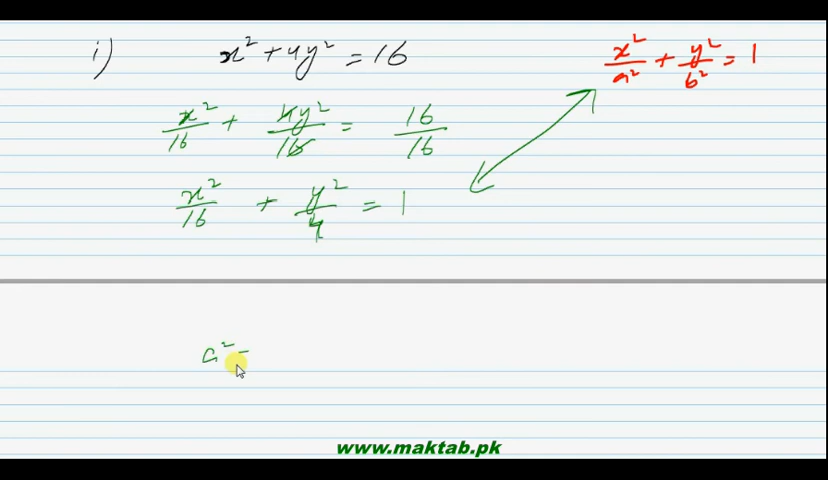 i) x² + 4y² = 16
x²/a² + y²/b² = 1
x²/16 + 4y²/16 = 16/16
x²/16 + y²/4 = 1
a² =
www.maktab.pk